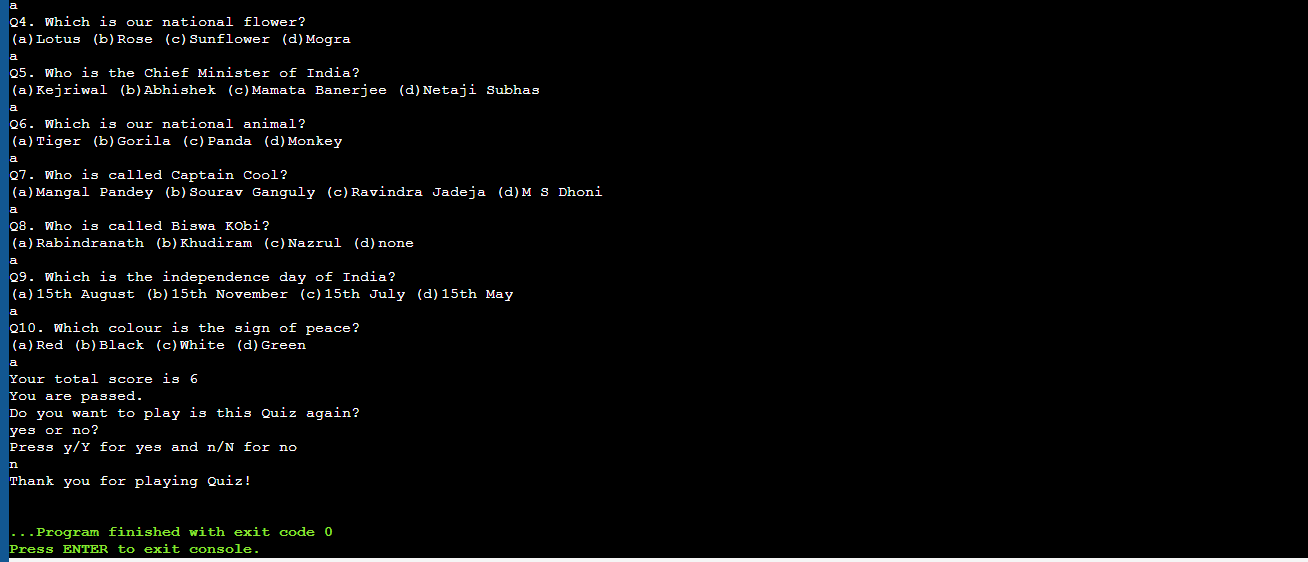 a
Q4. Which is our national flower?
(a)Lotus (b)Rose (c)Sunflower (d)Mogra
a
Q5. Who is the Chief Minister of India?
(a)Kejriwal (b)Abhishek (c)Mamata Banerjee (d)Netaji Subhas
a
Q6. Which is our national animal?
(a)Tiger (b)Gorila (c)Panda (d)Monkey
a
Q7. Who is called Captain Cool?
(a)Mangal Pandey (b)Sourav Ganguly (c)Ravindra Jadeja (d)M S Dhoni
a
Q8. Who is called Biswa KObi?
(a)Rabindranath (b)Khudiram (c)Nazrul (d)none
a
Q9. Which is the independence day of India?
(a)15th August (b)15th November (c)15th July (d)15th May
a
Q10. Which colour is the sign of peace?
(a)Red (b)Black (c)White (d)Green
a
Your total score is 6
You are passed.
Do you want to play is this Quiz again?
yes or no?
Press y/Y for yes and n/N for no
n
Thank you for playing Quiz!
...Program finished with exit code 0
Press ENTER to exit console.